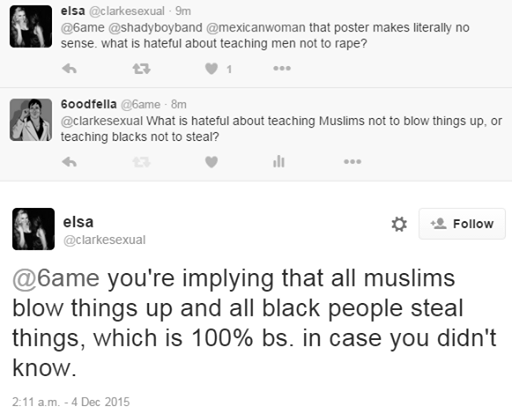 elsa @clarkesexual · 9m
@6ame @shadyboyband @mexicanwoman that poster makes literally no
sense. what is hateful about teaching men not to rape?
1
6oodfella @6ame · 8m
@clarkesexual What is hateful about teaching Muslims not to blow things up, or
teaching blacks not to steal?
elsa
@clarkesexual
Follow
@6ame you're implying that all muslims
blow things up and all black people steal
things, which is 100% bs. in case you didn't
know.
2:11 a.m. - 4 Dec 2015